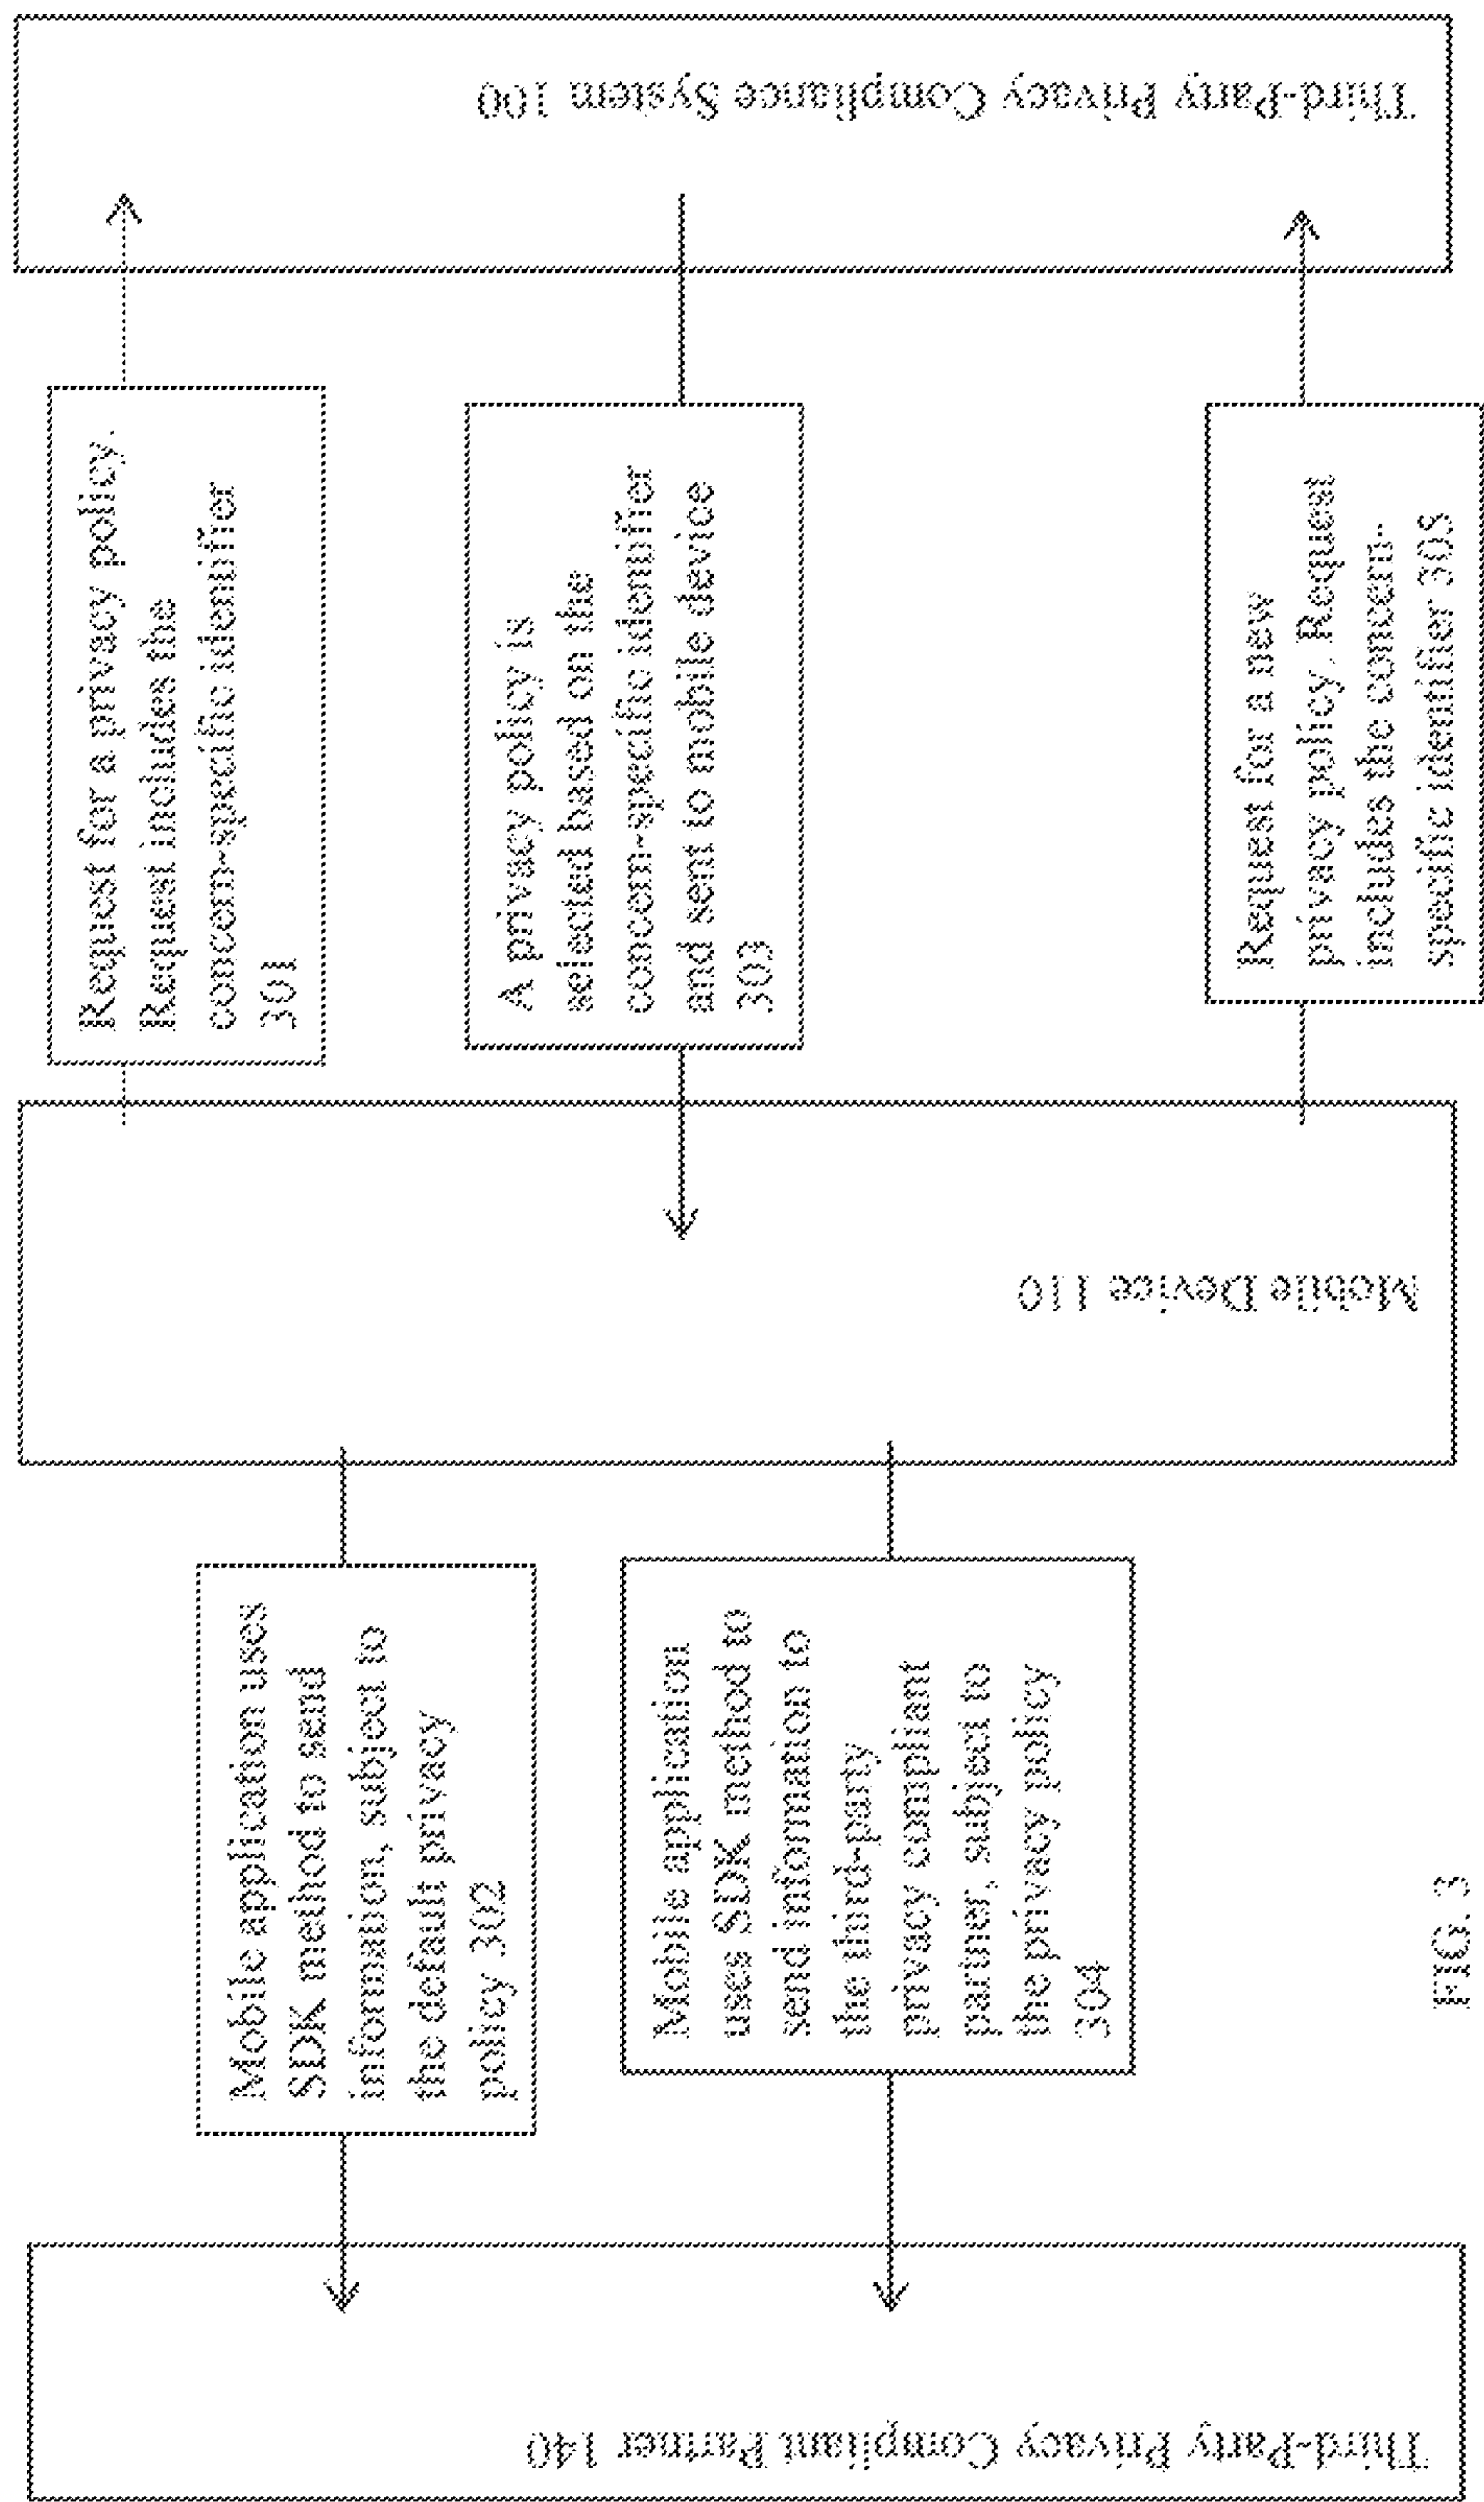 Third-Party Privacy Compliant Partner 140
Mobile Device 110
Third-Party Privacy Compliance System 100
Request for a privacy policy.
Request includes the
concern-specific identifier
301
Mobile application uses
SDK method to send
information, subject to
the default privacy
policy 302
A privacy policy is
selected based on the
concern-specific identifier
and sent to mobile device
303
Mobile application
uses SDK method to
send information to
the third-party
privacy compliant
partner, subject to
the privacy policy
304
Request for a new
privacy policy. Request
includes the concern-
specific identifier 305
FIG. 3